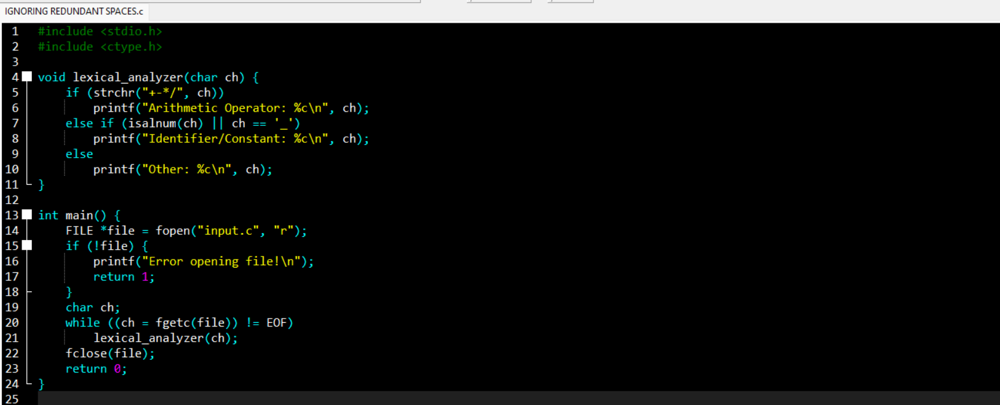 IGNORING REDUNDANT SPACES.c
1 #include <stdio.h>
2 #include <ctype.h>
3
4 void lexical_analyzer(char ch) {
5     if (strchr("+-*/", ch))
6         printf("Arithmetic Operator: %c\n", ch);
7     else if (isalnum(ch) || ch == '_')
8         printf("Identifier/Constant: %c\n", ch);
9     else
10         printf("Other: %c\n", ch);
11 }
12
13 int main() {
14     FILE *file = fopen("input.c", "r");
15     if (!file) {
16         printf("Error opening file!\n");
17         return 1;
18     }
19     char ch;
20     while ((ch = fgetc(file)) != EOF)
21         lexical_analyzer(ch);
22     fclose(file);
23     return 0;
24 }
25